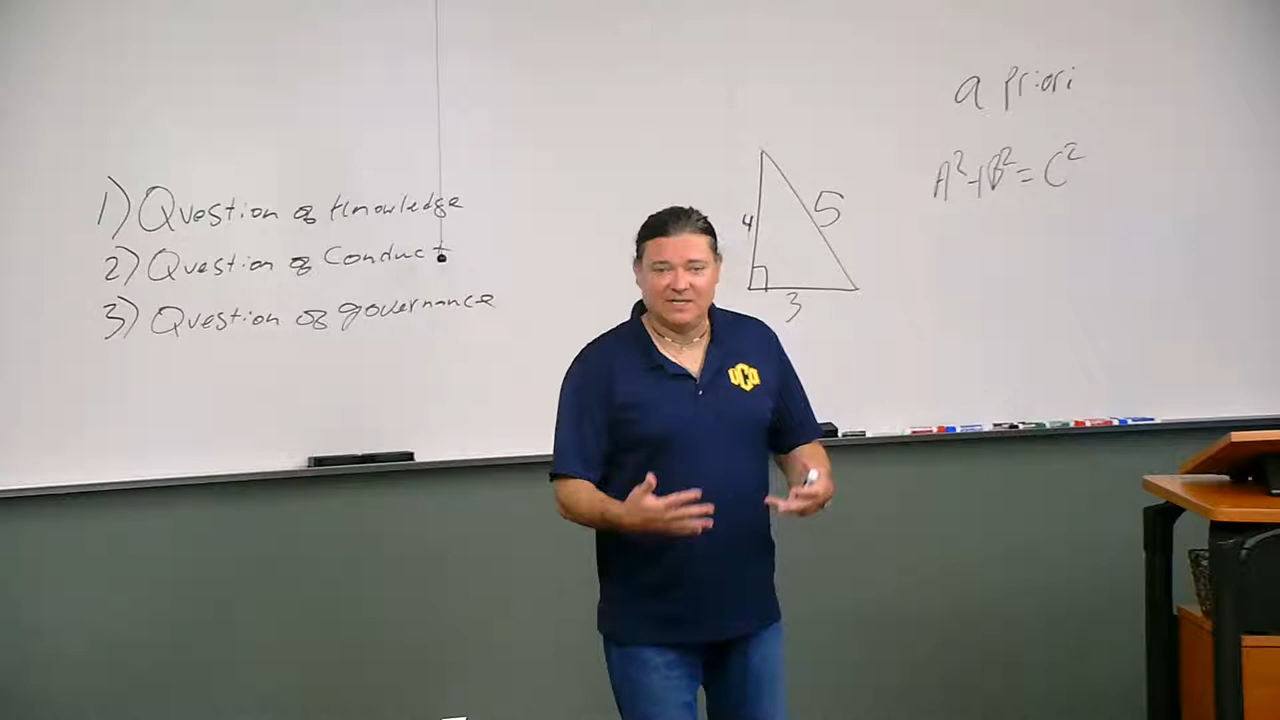 1) Question of Knowledge
2) Question of Conduct
3) Question of governance
4
5
3
a Priori
A²+B²=C²